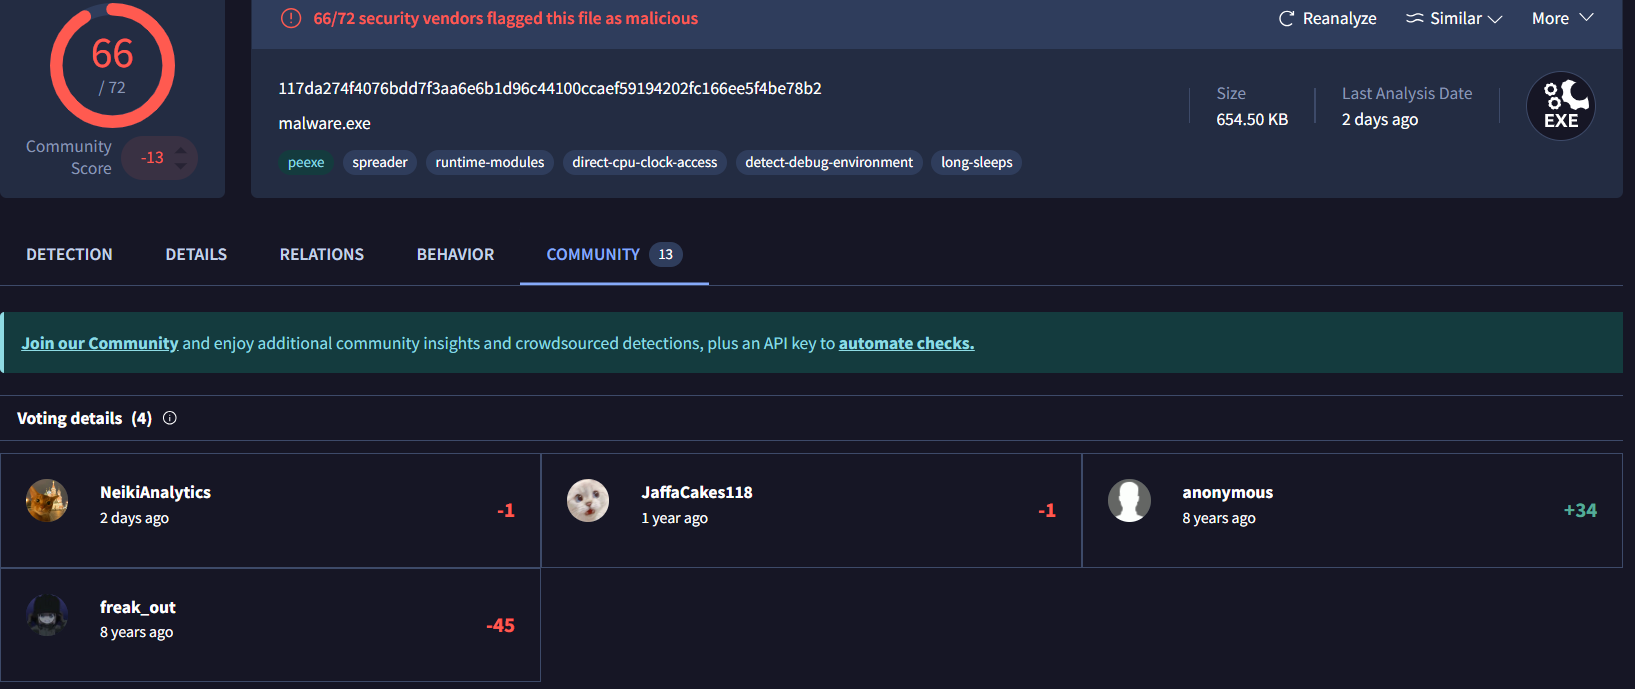 66/72 security vendors flagged this file as malicious
Reanalyze
Similar
More
66
/ 72
Community Score
-13
117da274f4076bdd7f3aa6e6b1d96c44100ccaef59194202fc166ee5f4be78b2
malware.exe
peexe
spreader
runtime-modules
direct-cpu-clock-access
detect-debug-environment
long-sleeps
Size
654.50 KB
Last Analysis Date
2 days ago
EXE
DETECTION
DETAILS
RELATIONS
BEHAVIOR
COMMUNITY 13
Join our Community and enjoy additional community insights and crowdsourced detections, plus an API key to automate checks.
Voting details (4)
NeikiAnalytics
2 days ago
-1
JaffaCakes118
1 year ago
-1
anonymous
8 years ago
+34
freak_out
8 years ago
-45